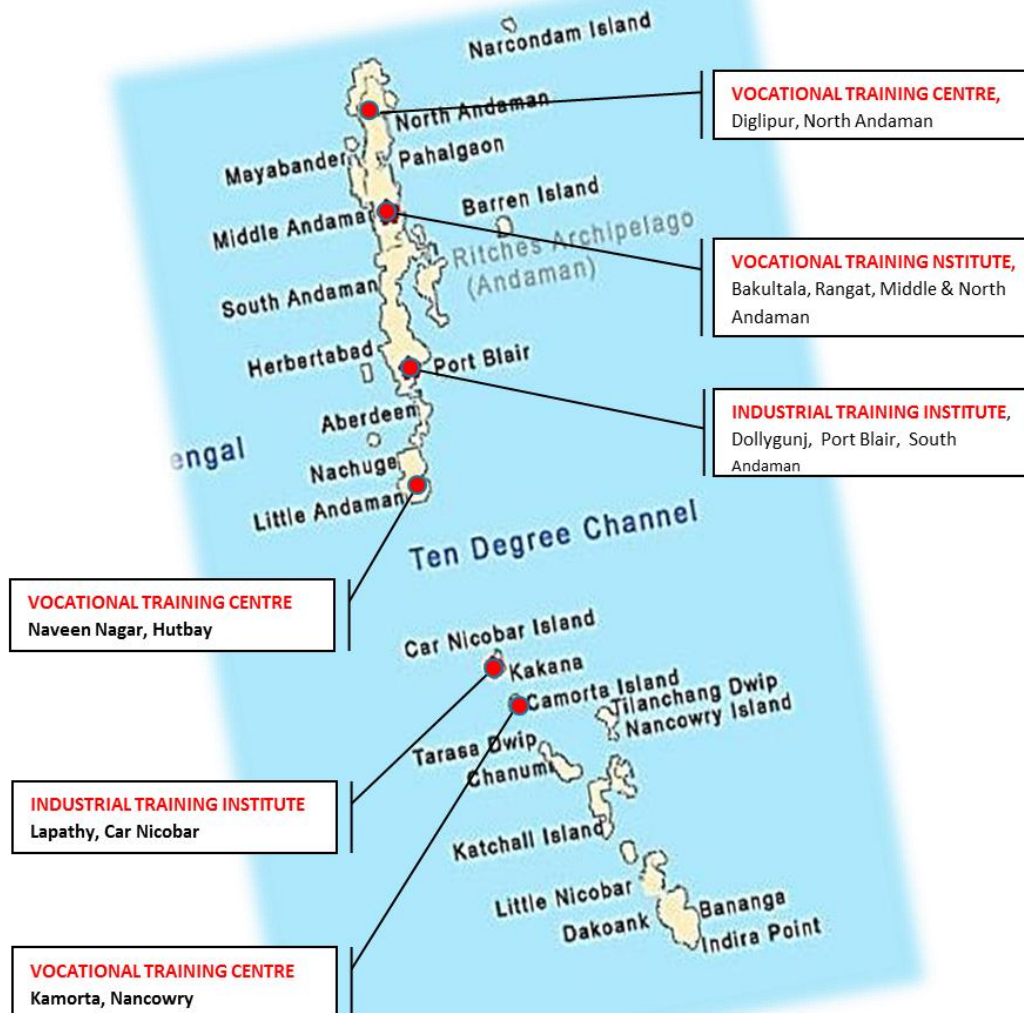 Narcondam Island
VOCATIONAL TRAINING CENTRE,
Diglipur, North Andaman
North Andaman
Mayabander
Pahalgaon
Barren Island
Middle Andama
Ritches Archipelago
(Andaman)
VOCATIONAL TRAINING NSTITUTE,
Bakultala, Rangat, Middle & North
Andaman
South Andaman
Herbertabad
Port Blair
INDUSTRIAL TRAINING INSTITUTE,
Dollygunj, Port Blair, South
Andaman
Aberdeen
engal
Nachuge
Little Andaman
Ten Degree Channel
VOCATIONAL TRAINING CENTRE
Naveen Nagar, Hutbay
Car Nicobar Island
Kakana
Camorta Island
Tilanchang Dwip
Nancowry Island
Tarasa Dwip
Chanumi
INDUSTRIAL TRAINING INSTITUTE
Lapathy, Car Nicobar
Katchall Island
Little Nicobar
Bananga
Dakoank
Indira Point
VOCATIONAL TRAINING CENTRE
Kamorta, Nancowry